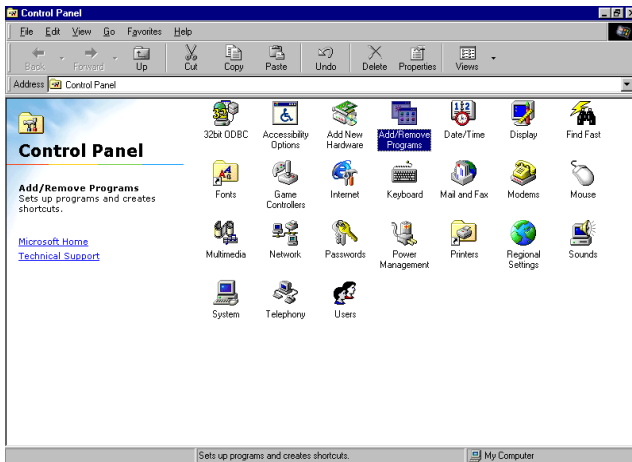 Control Panel
File Edit View Go Favorites Help
Back Forward Up Cut Copy Paste Undo Delete Properties Views
Address Control Panel
Control Panel
Add/Remove Programs
Sets up programs and creates
shortcuts.
Microsoft Home
Technical Support
32bit ODBC
Accessibility
Options
Add New
Hardware
Add/Remove
Programs
Date/Time
Display
Find Fast
Fonts
Game
Controllers
Internet
Keyboard
Mail and Fax
Modems
Mouse
Multimedia
Network
Passwords
Power
Management
Printers
Regional
Settings
Sounds
System
Telephony
Users
Sets up programs and creates shortcuts.
My Computer